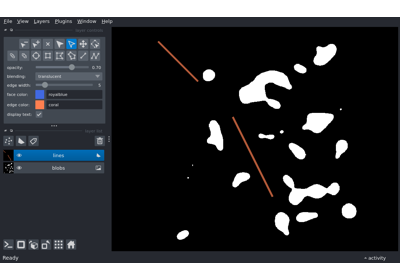 File View Layers Plugins Window Help
opacity: 0.70
blending: translucent
edge width: 5
face color: royalblue
edge color: coral
display text:
lines
blobs
Ready
activity